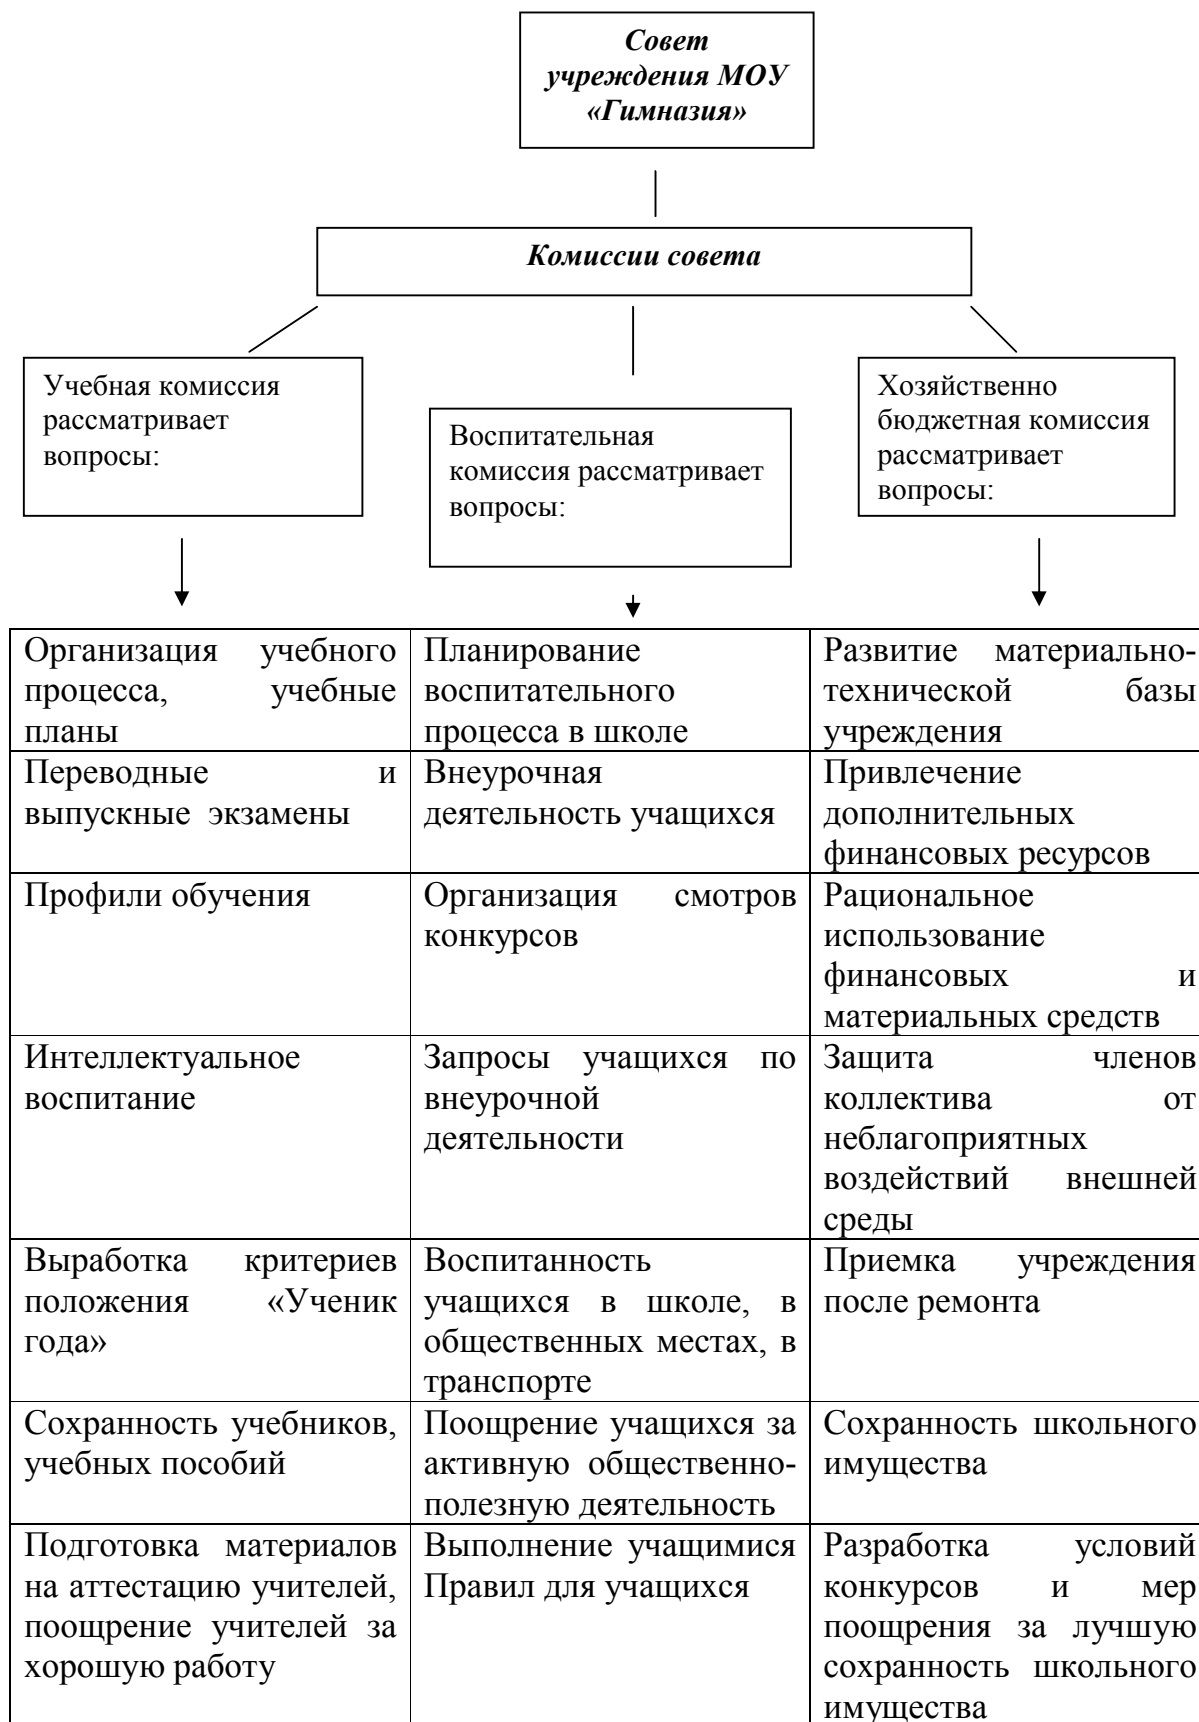 Совет
учреждения МОУ
«Гимназия»
Комиссии совета
Учебная комиссия
рассматривает
вопросы:
Воспитательная
комиссия рассматривает
вопросы:
Хозяйственно
бюджетная комиссия
рассматривает
вопросы:
Организация учебного
процесса, учебные
планы
Планирование
воспитательного
процесса в школе
Развитие материально-
технической базы
учреждения
Переводные и
выпускные экзамены
Внеурочная
деятельность учащихся
Привлечение
дополнительных
финансовых ресурсов
Профили обучения
Организация смотров
конкурсов
Рациональное
использование
финансовых и
материальных средств
Интеллектуальное
воспитание
Запросы учащихся по
внеурочной
деятельности
Защита членов
коллектива от
неблагоприятных
воздействий внешней
среды
Выработка критериев
положения «Ученик
года»
Воспитанность
учащихся в школе, в
общественных местах, в
транспорте
Приемка учреждения
после ремонта
Сохранность учебников,
учебных пособий
Поощрение учащихся за
активную общественно-
полезную деятельность
Сохранность школьного
имущества
Подготовка материалов
на аттестацию учителей,
поощрение учителей за
хорошую работу
Выполнение учащимися
Правил для учащихся
Разработка условий
конкурсов и мер
поощрения за лучшую
сохранность школьного
имущества